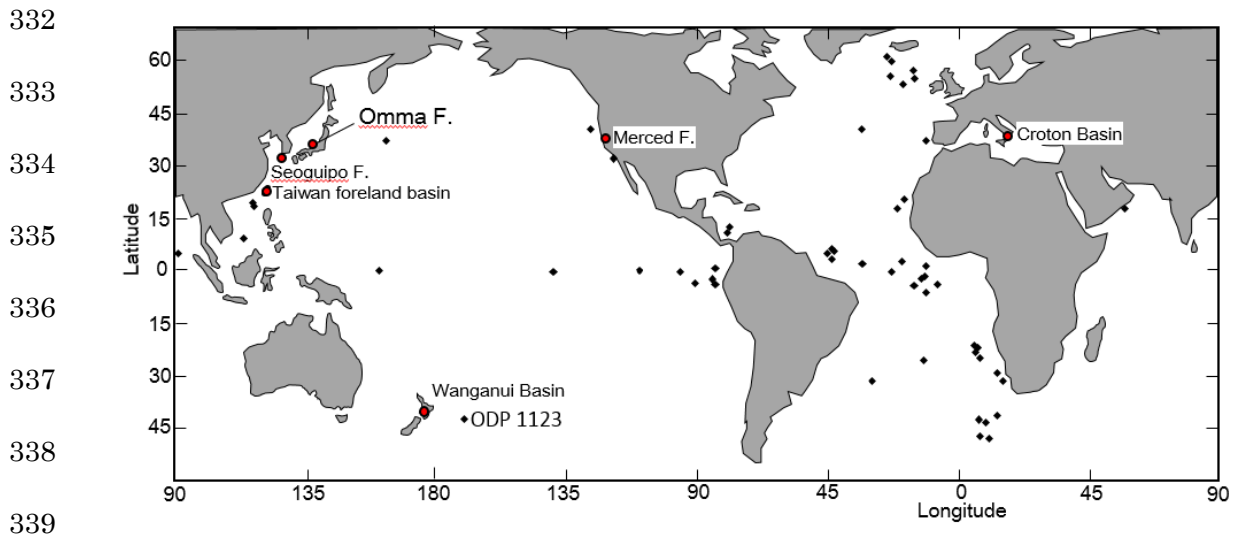 332
60
333
45
Omma F.
Merced F.
Croton Basin
334
30
Seoguipo F.
Taiwan foreland basin
335
15
Latitude
0
336
15
337
30
Wanganui Basin
ODP 1123
45
338
90 135 180 135 90 45 0 45 90
Longitude
339